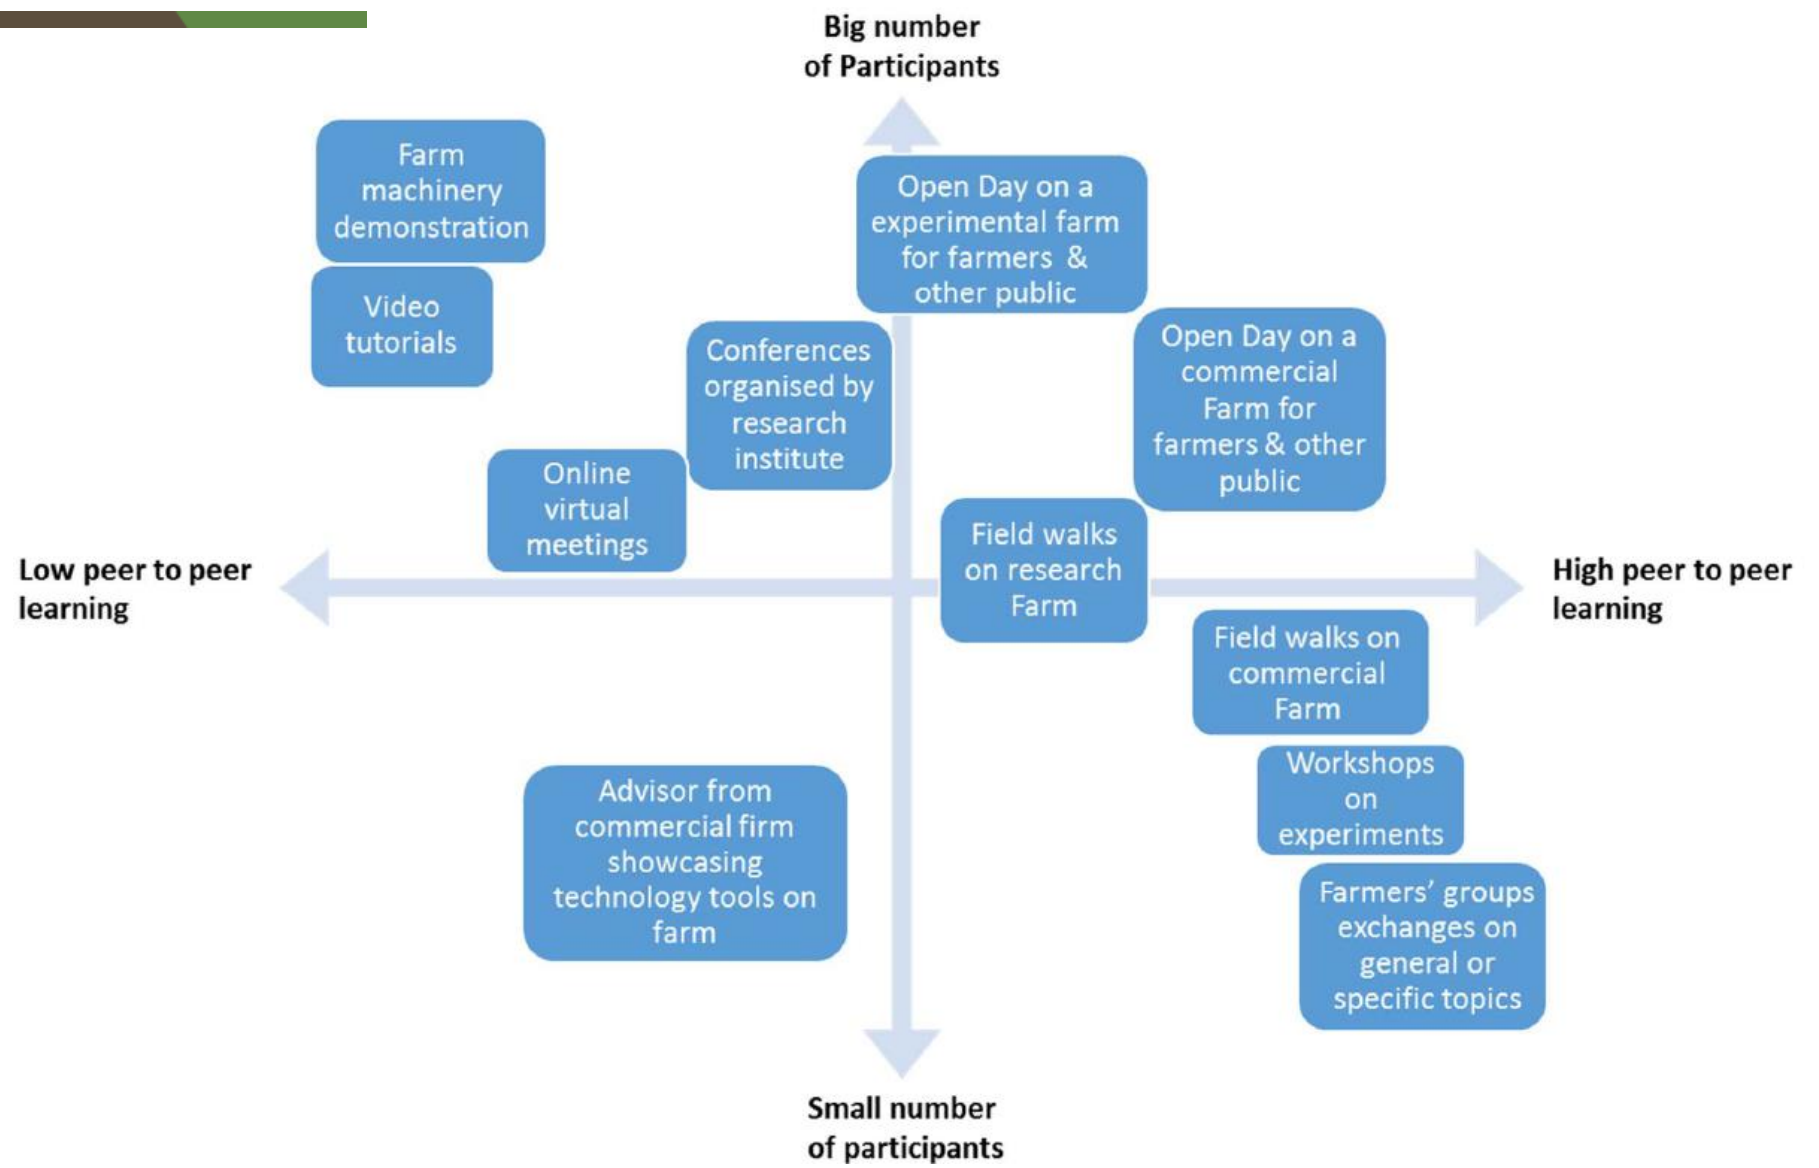 Big number
of Participants
Farm
machinery
demonstration
Open Day on a
experimental farm
for farmers &
other public
Video
tutorials
Conferences
organised by
research
institute
Open Day on a
commercial
Farm for
farmers & other
public
Online
virtual
meetings
Field walks
on research
Farm
Low peer to peer
learning
High peer to peer
learning
Field walks on
commercial
Farm
Workshops
on
experiments
Advisor from
commercial firm
showcasing
technology tools on
farm
Farmers’ groups
exchanges on
general or
specific topics
Small number
of participants